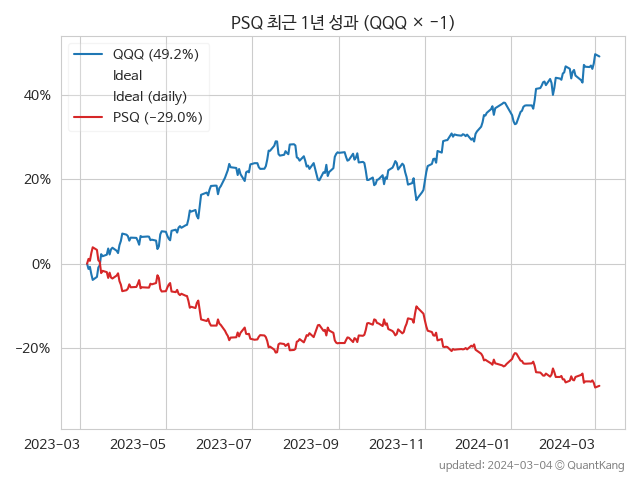 PSQ 최근 1년 성과 (QQQ × −1)
QQQ (49.2%)
Ideal
Ideal (daily)
PSQ (−29.0%)
40%
20%
0%
−20%
2023−03 2023−05 2023−07 2023−09 2023−11 2024−01 2024−03
updated: 2024−03−04 © QuantKang